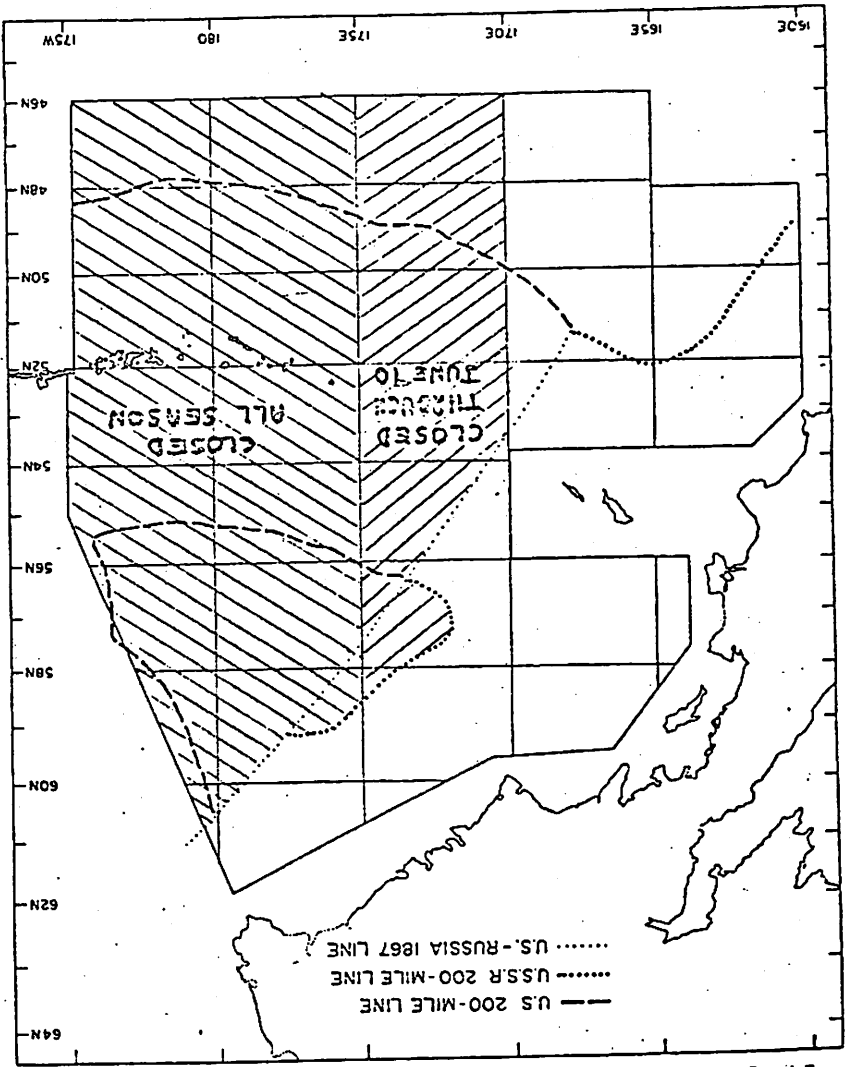 64N
U.S 200-MILE LINE
U.S.S.R 200-MILE LINE
U.S.-RUSSIA 1867 LINE
62N
60N
58N
56N
54N
CLOSED
THROUGH
JUNE 10
CLOSED
ALL SEASON
52N
50N
48N
46N
160E 165E 170E 175E 180 175W